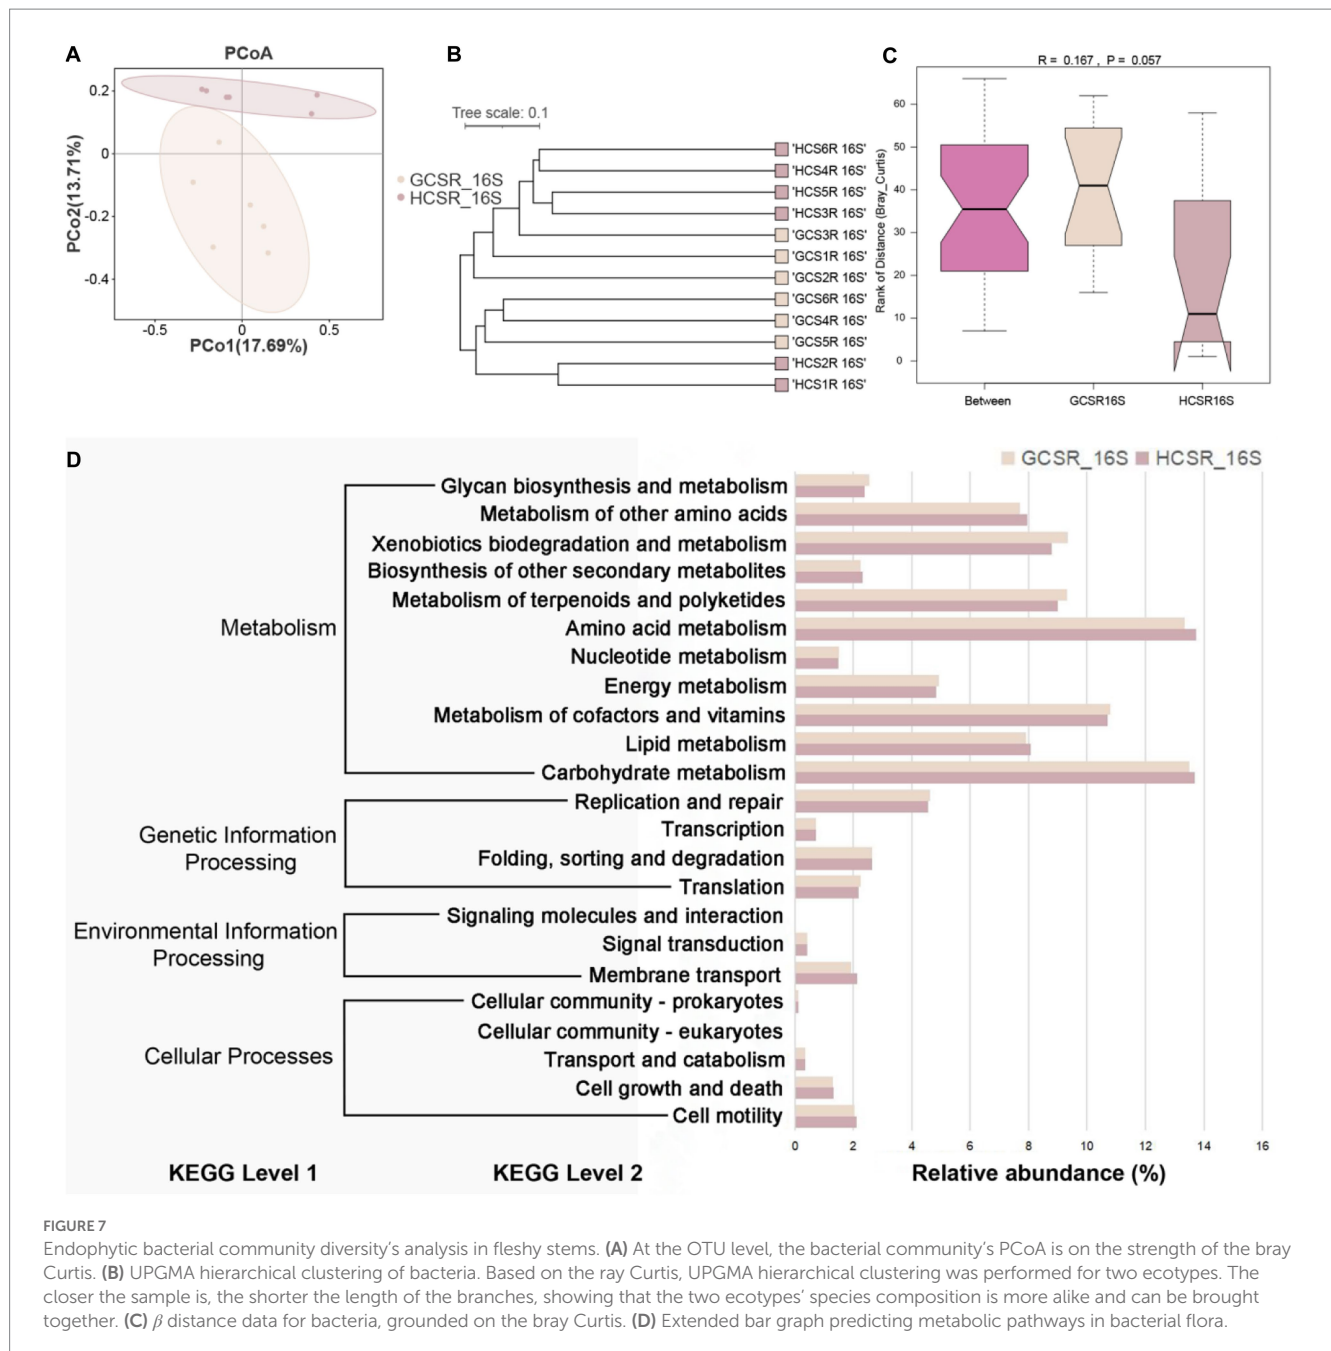 A
PCoA
0.2
0
-0.2
-0.4
PCo2(13.71%)
-0.5
0
0.5
PCo1(17.69%)
GCSR_16S
HCSR_16S
B
Tree scale: 0.1
'HCS6R 16S'
'HCS4R 16S'
'HCS5R 16S'
'HCS3R 16S'
'GCS3R 16S'
'GCS1R 16S'
'GCS2R 16S'
'GCS6R 16S'
'GCS4R 16S'
'GCS5R 16S'
'HCS2R 16S'
'HCS1R 16S'
C
R = 0.167 , P = 0.057
Rank of Distance (Bray_Curtis)
60
50
40
30
20
10
0
Between
GCSR16S
HCSR16S
D
GCSR_16S HCSR_16S
Metabolism
Glycan biosynthesis and metabolism
Metabolism of other amino acids
Xenobiotics biodegradation and metabolism
Biosynthesis of other secondary metabolites
Metabolism of terpenoids and polyketides
Amino acid metabolism
Nucleotide metabolism
Energy metabolism
Metabolism of cofactors and vitamins
Lipid metabolism
Carbohydrate metabolism
Genetic Information
Processing
Replication and repair
Transcription
Folding, sorting and degradation
Translation
Environmental Information
Processing
Signaling molecules and interaction
Signal transduction
Membrane transport
Cellular Processes
Cellular community - prokaryotes
Cellular community - eukaryotes
Transport and catabolism
Cell growth and death
Cell motility
0 2 4 6 8 10 12 14 16
KEGG Level 1
KEGG Level 2
Relative abundance (%)
FIGURE 7
Endophytic bacterial community diversity's analysis in fleshy stems. (A) At the OTU level, the bacterial community's PCoA is on the strength of the bray
Curtis. (B) UPGMA hierarchical clustering of bacteria. Based on the ray Curtis, UPGMA hierarchical clustering was performed for two ecotypes. The
closer the sample is, the shorter the length of the branches, showing that the two ecotypes' species composition is more alike and can be brought
together. (C) β distance data for bacteria, grounded on the bray Curtis. (D) Extended bar graph predicting metabolic pathways in bacterial flora.